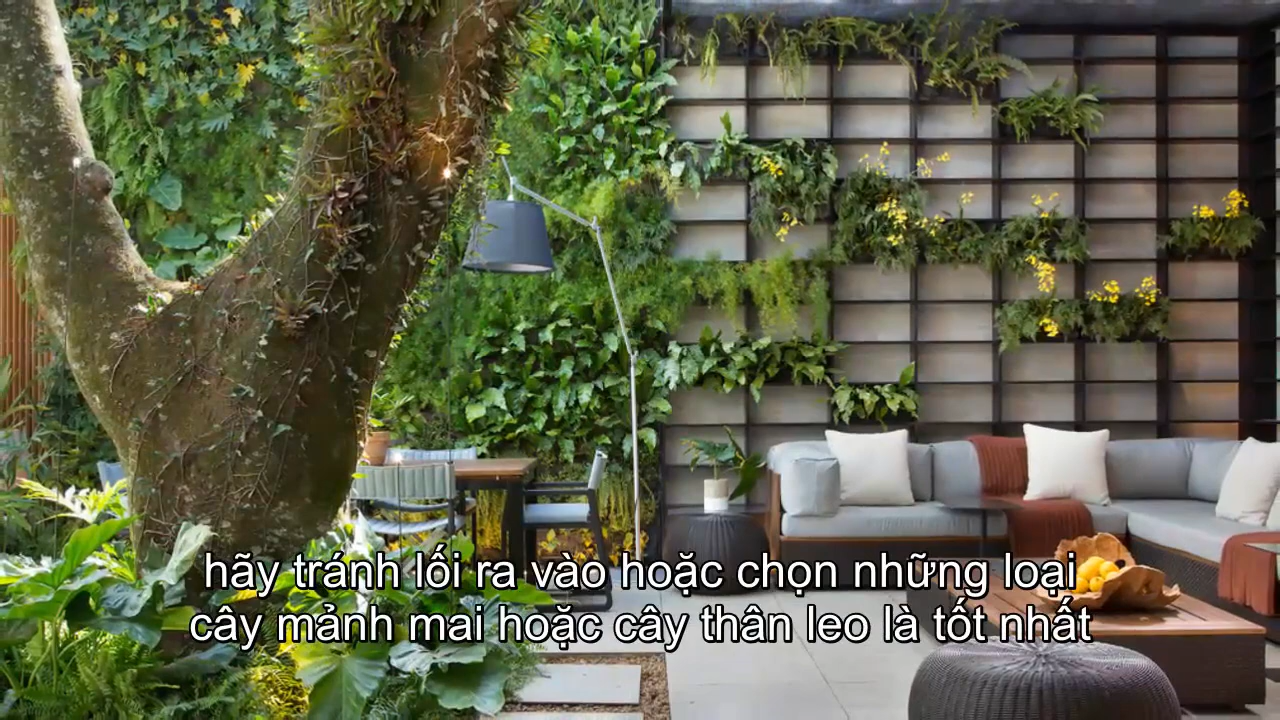 hãy tránh lối ra vào hoặc chọn những loại
cây mảnh mai hoặc cây thân leo là tốt nhất